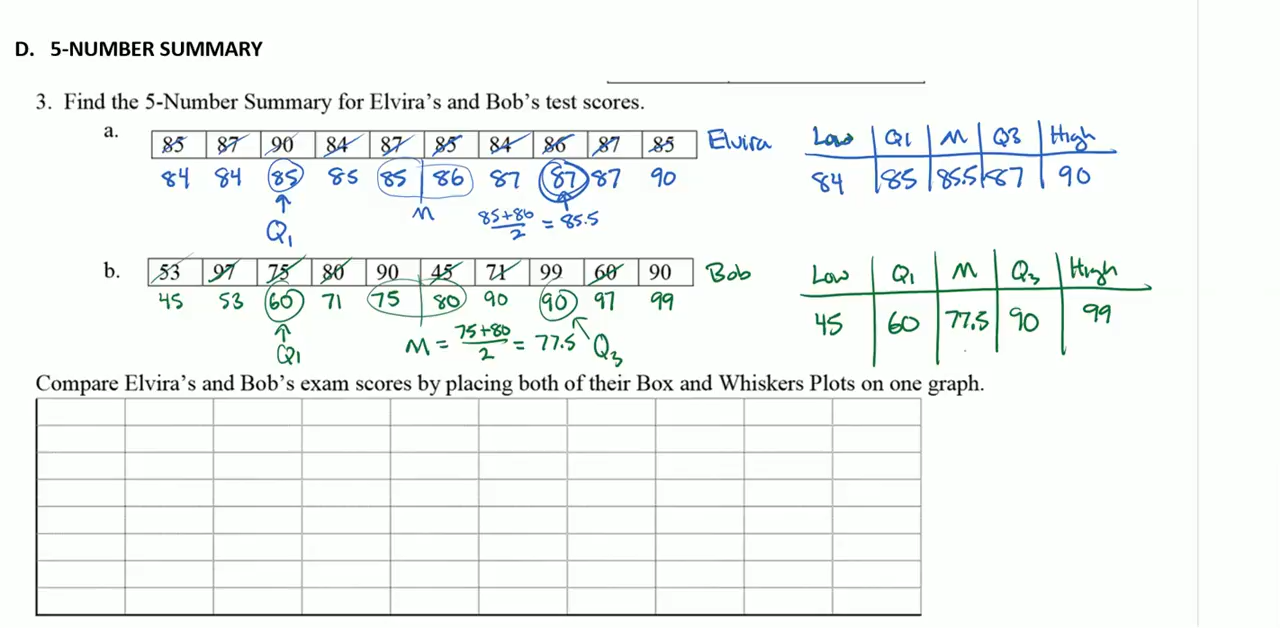 D. 5-NUMBER SUMMARY
3. Find the 5-Number Summary for Elvira's and Bob's test scores.
a. 85 87 90 84 87 85 84 86 87 85 Elvira
84 84 85 85 85 86 87 87 87 90
M 85+86/2 = 85.5
Q1
Low Q1 M Q3 High
84 85 85.5 87 90
b. 53 97 75 80 90 45 71 99 60 90 Bob
45 53 60 71 75 80 90 90 97 99
Q1 M = 75+80/2 = 77.5 Q3
Low Q1 M Q3 High
45 60 77.5 90 99
Compare Elvira's and Bob's exam scores by placing both of their Box and Whiskers Plots on one graph.